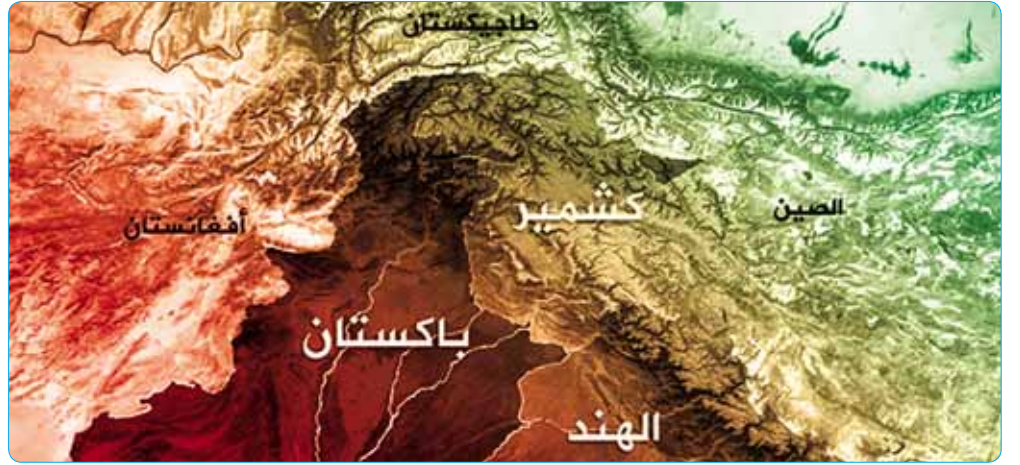 طاجيكستان
كشمير
الصين
أفغانستان
باكستان
الهند